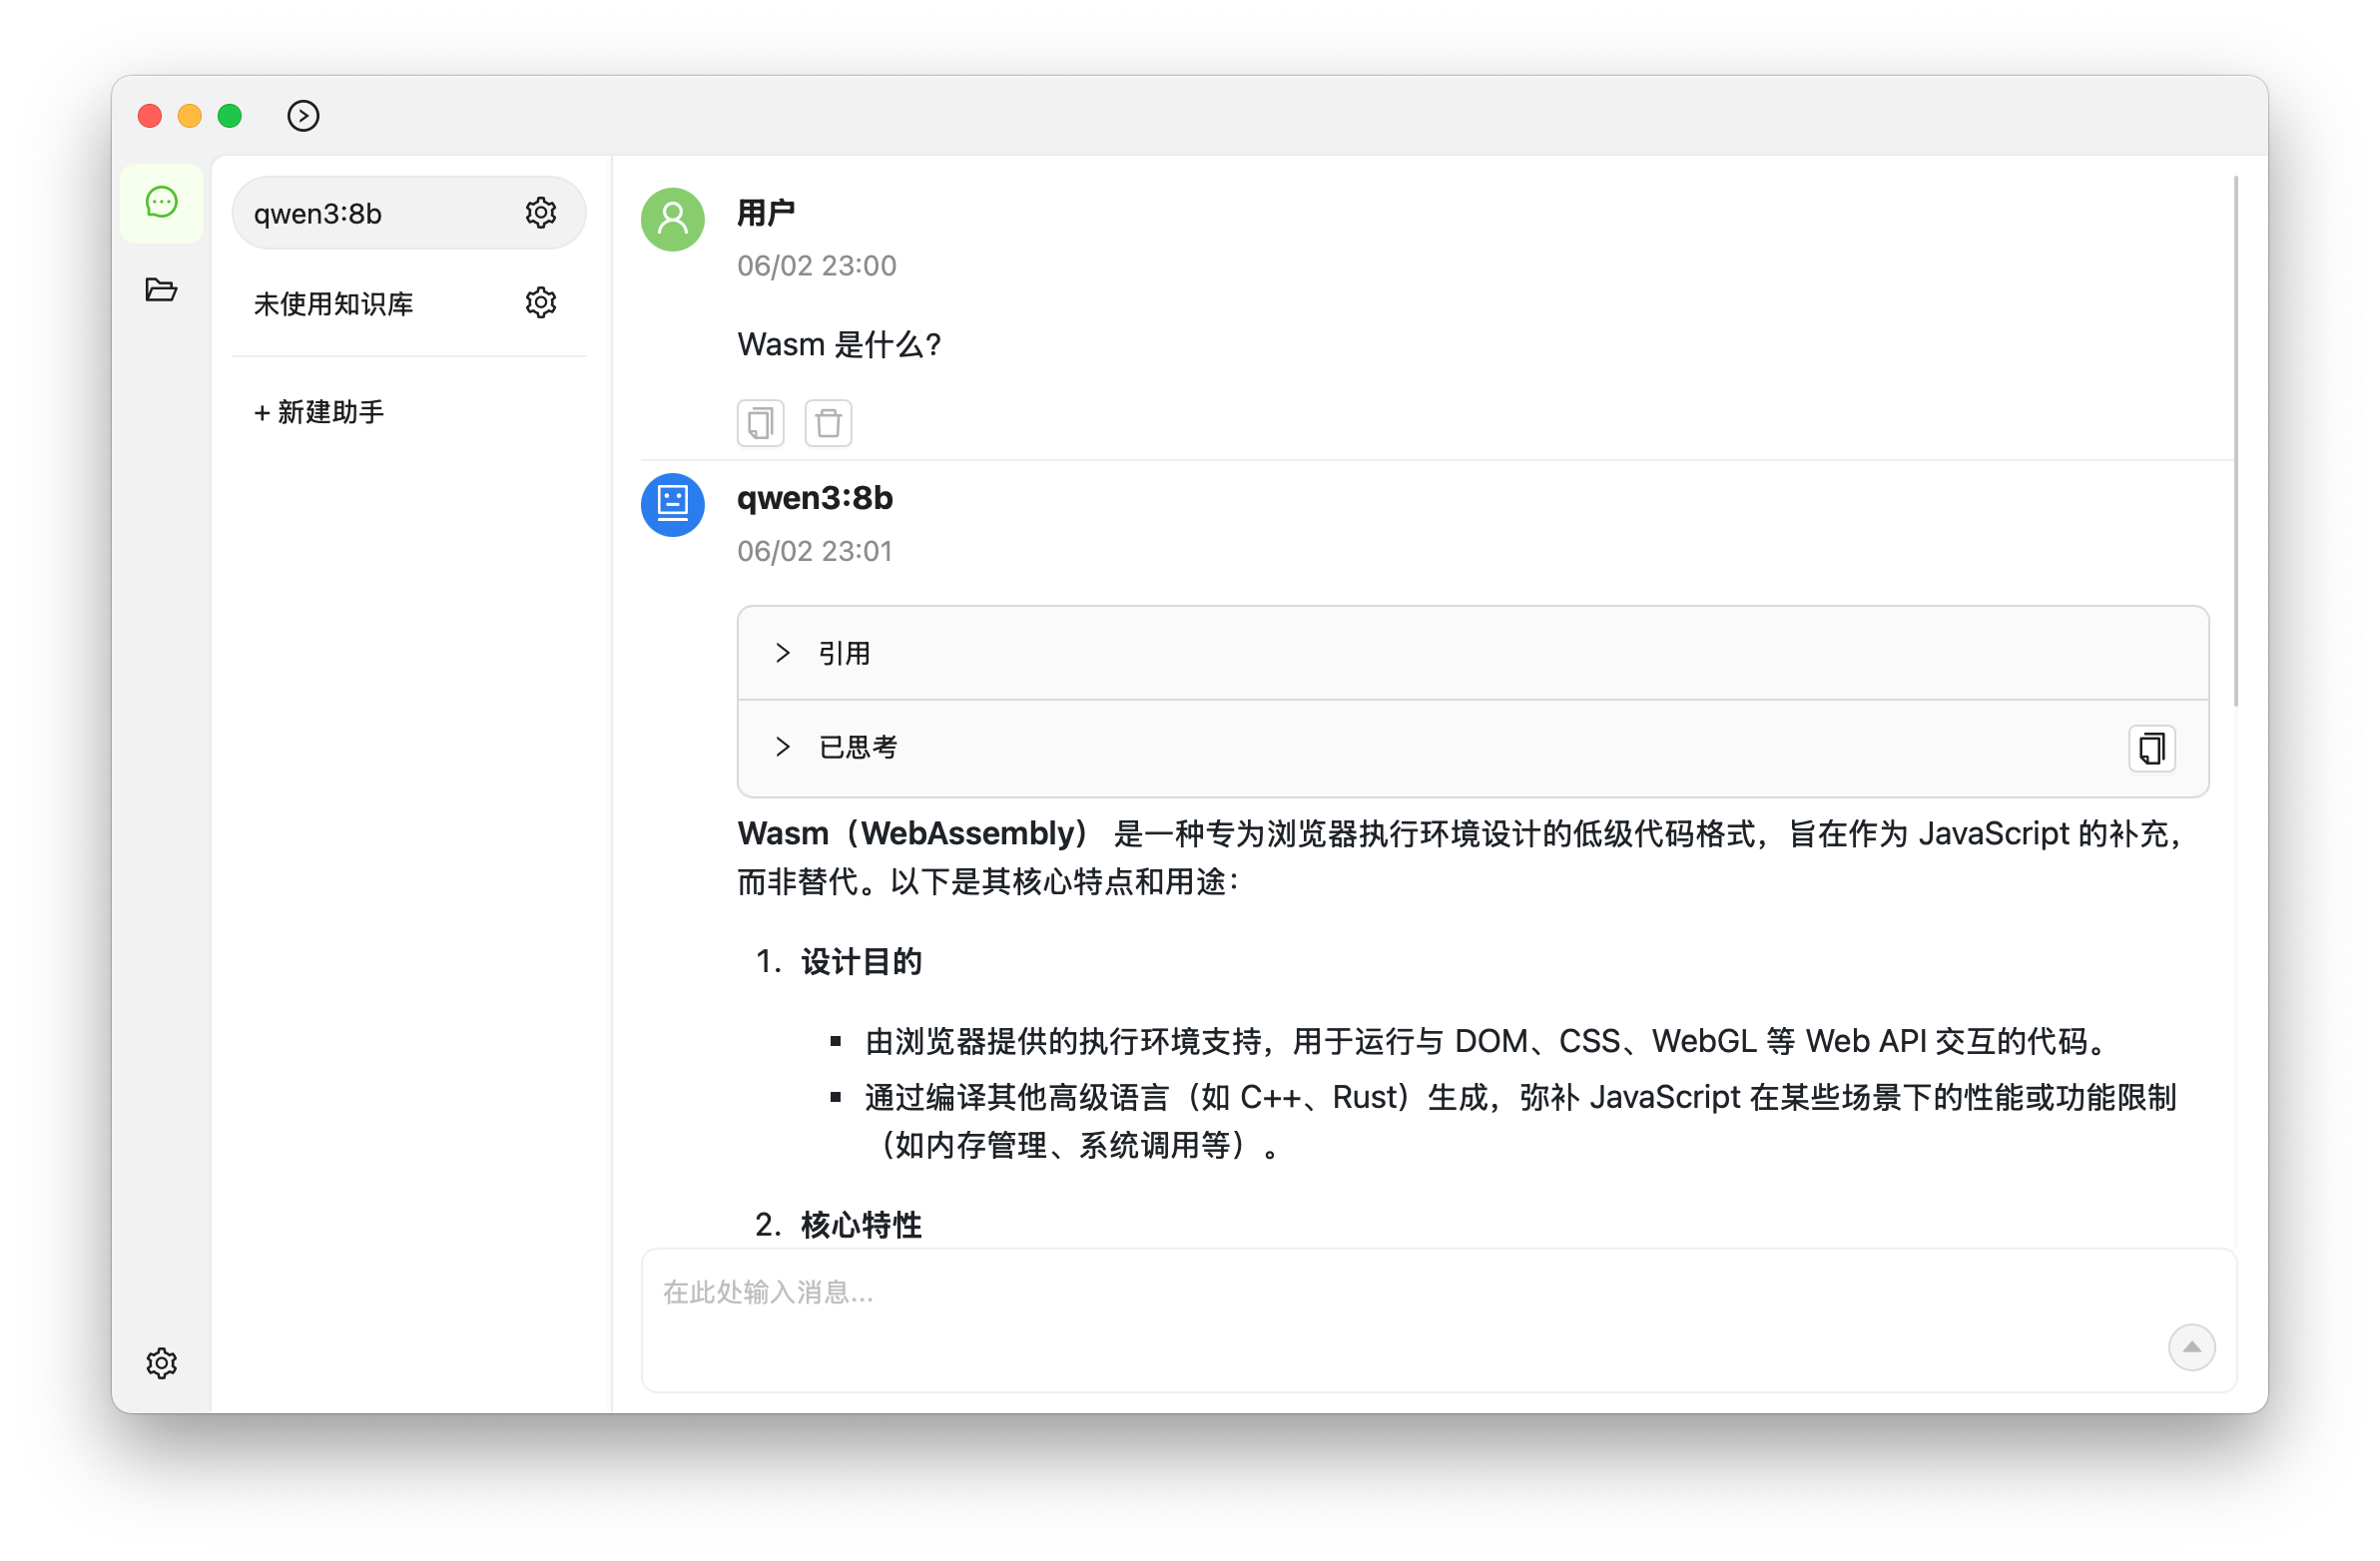 qwen3:8b
未使用知识库
+ 新建助手
用户
06/02 23:00
Wasm 是什么?
qwen3:8b
06/02 23:01
引用
已思考
Wasm（WebAssembly） 是一种专为浏览器执行环境设计的低级代码格式，旨在作为 JavaScript 的补充，
而非替代。以下是其核心特点和用途：
1. 设计目的
▪ 由浏览器提供的执行环境支持，用于运行与 DOM、CSS、WebGL 等 Web API 交互的代码。
▪ 通过编译其他高级语言（如 C++、Rust）生成，弥补 JavaScript 在某些场景下的性能或功能限制
（如内存管理、系统调用等）。
2. 核心特性
在此处输入消息...